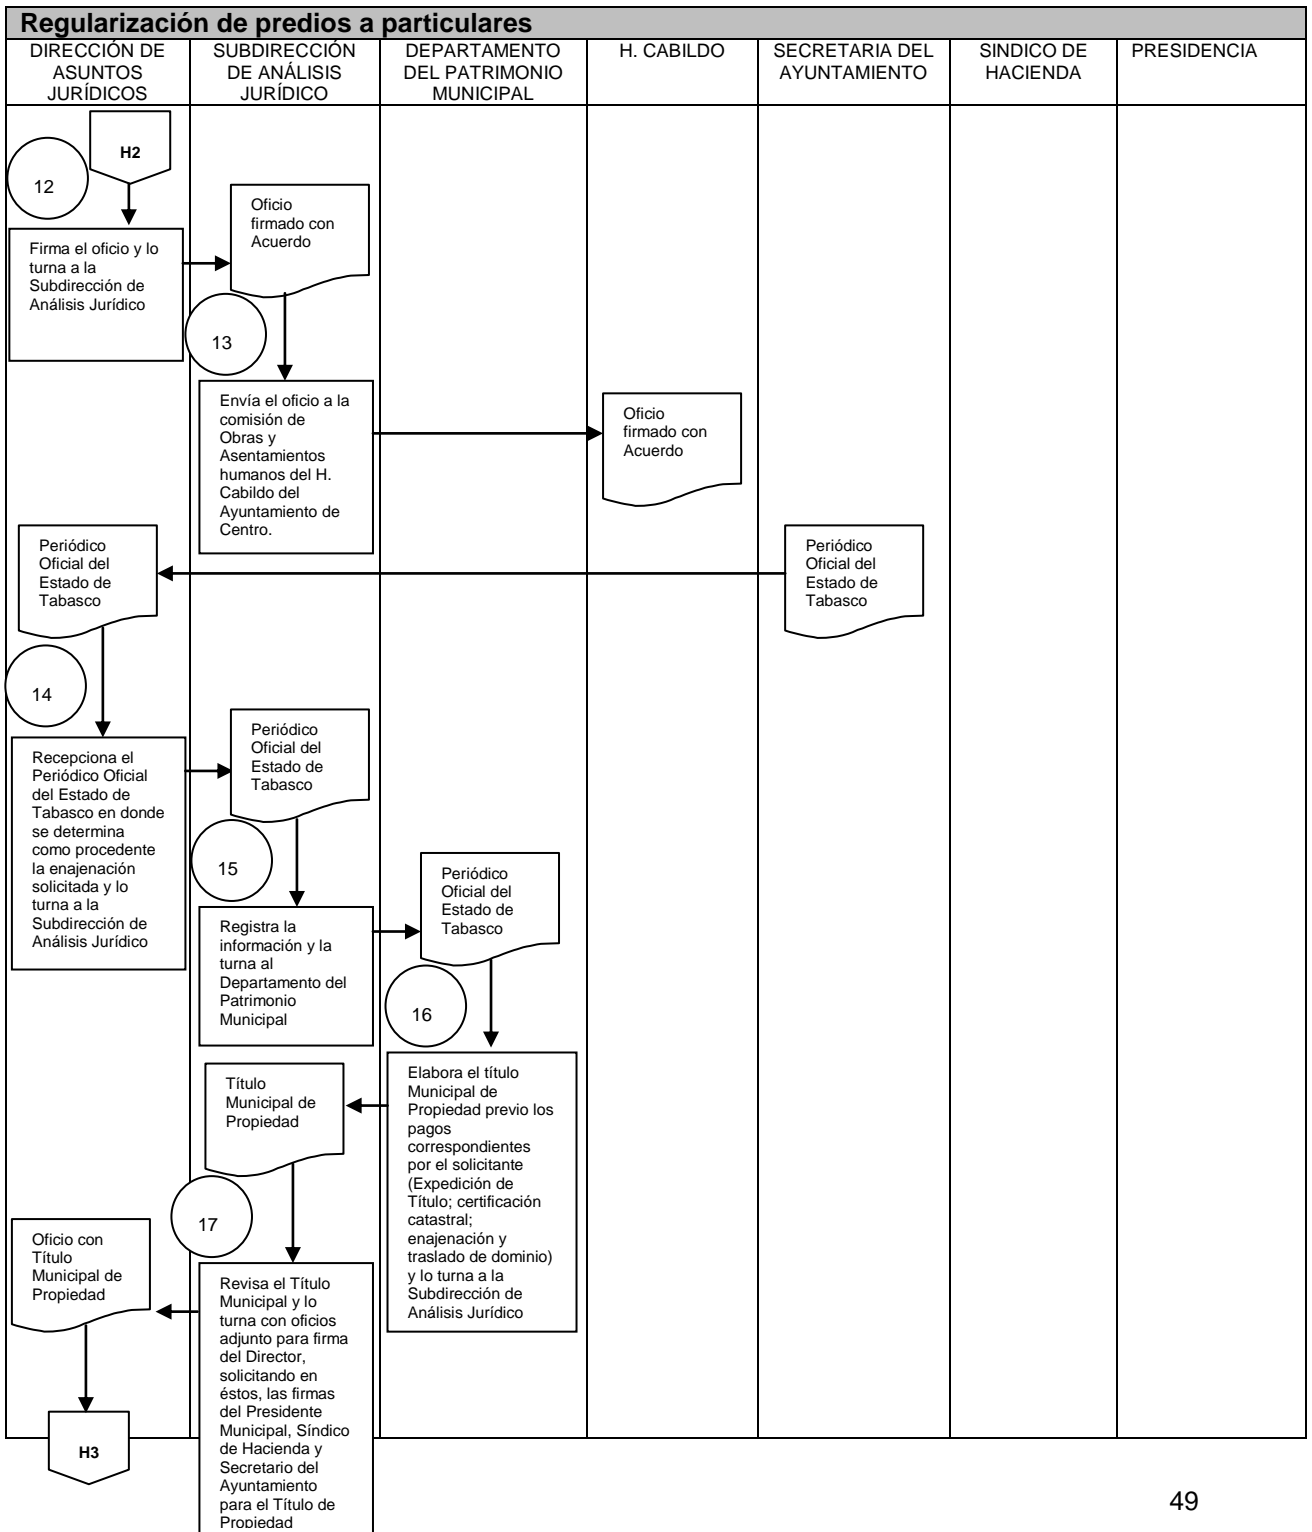 Regularización de predios a particulares
DIRECCIÓN DE
ASUNTOS
JURÍDICOS
SUBDIRECCIÓN
DE ANÁLISIS
JURÍDICO
DEPARTAMENTO
DEL PATRIMONIO
MUNICIPAL
H. CABILDO
SECRETARIA DEL
AYUNTAMIENTO
SINDICO DE
HACIENDA
PRESIDENCIA
H2
12
Firma el oficio y lo
turna a la
Subdirección de
Análisis Jurídico
Oficio
firmado con
Acuerdo
13
Envía el oficio a la
comisión de
Obras y
Asentamientos
humanos del H.
Cabildo del
Ayuntamiento de
Centro.
Oficio
firmado con
Acuerdo
Periódico
Oficial del
Estado de
Tabasco
Periódico
Oficial del
Estado de
Tabasco
14
Recepciona el
Periódico Oficial
del Estado de
Tabasco en donde
se determina
como procedente
la enajenación
solicitada y lo
turna a la
Subdirección de
Análisis Jurídico
Periódico
Oficial del
Estado de
Tabasco
15
Registra la
información y la
turna al
Departamento del
Patrimonio
Municipal
Periódico
Oficial del
Estado de
Tabasco
16
Elabora el título
Municipal de
Propiedad previo los
pagos
correspondientes
por el solicitante
(Expedición de
Título; certificación
catastral;
enajenación y
traslado de dominio)
y lo turna a la
Subdirección de
Análisis Jurídico
Título
Municipal de
Propiedad
17
Revisa el Título
Municipal y lo
turna con oficios
adjunto para firma
del Director,
solicitando en
éstos, las firmas
del Presidente
Municipal, Síndico
de Hacienda y
Secretario del
Ayuntamiento
para el Título de
Propiedad
Oficio con
Título
Municipal de
Propiedad
H3
49